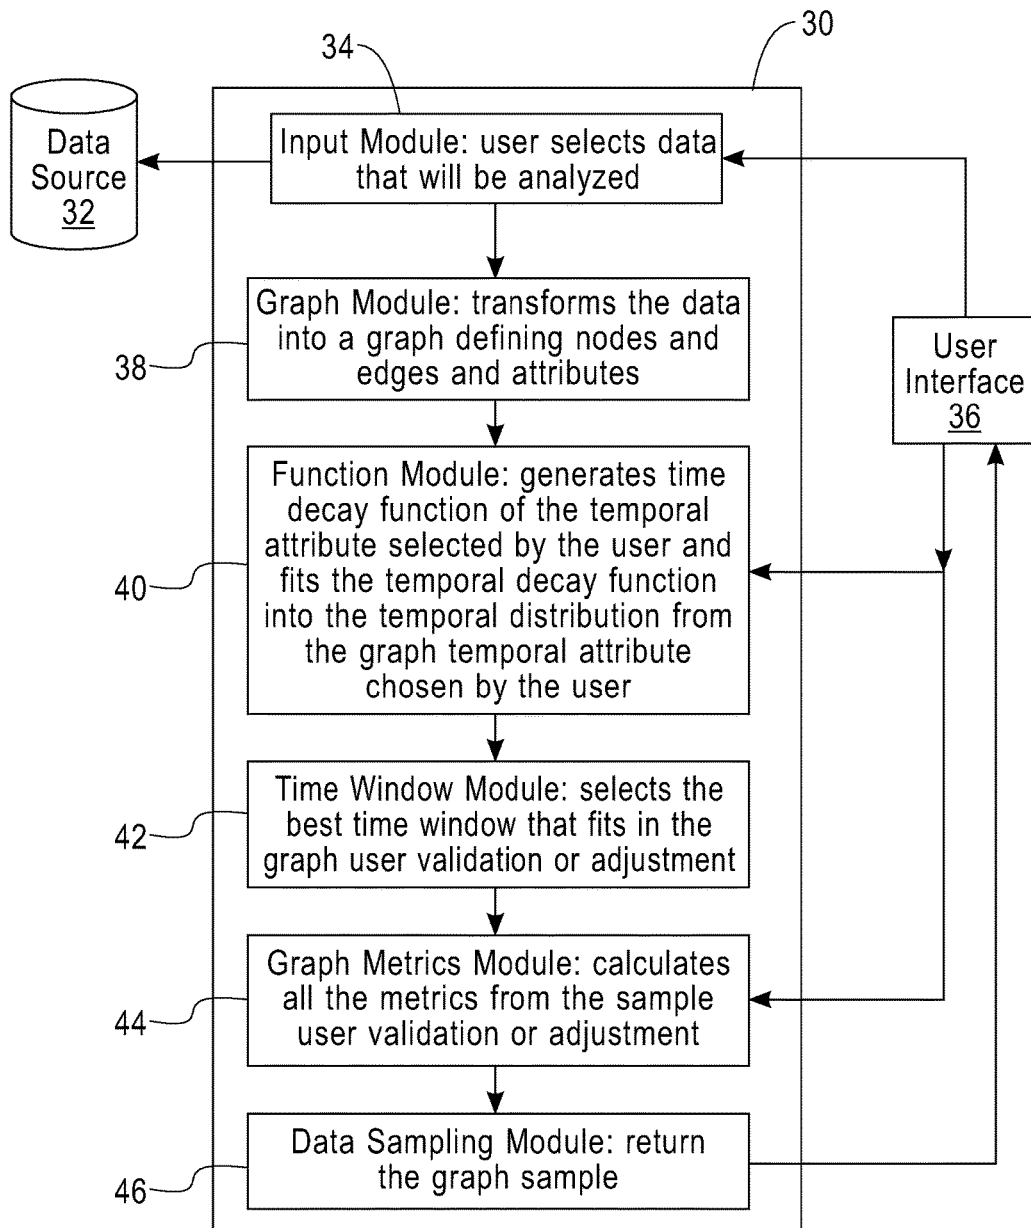 30
34
Data
Source
32
Input Module: user selects data
that will be analyzed
Graph Module: transforms the data
into a graph defining nodes and
edges and attributes
38
User
Interface
36
Function Module: generates time
decay function of the temporal
attribute selected by the user and
fits the temporal decay function
into the temporal distribution from
the graph temporal attribute
chosen by the user
40
Time Window Module: selects the
best time window that fits in the
graph user validation or adjustment
42
Graph Metrics Module: calculates
all the metrics from the sample
user validation or adjustment
44
Data Sampling Module: return
the graph sample
46